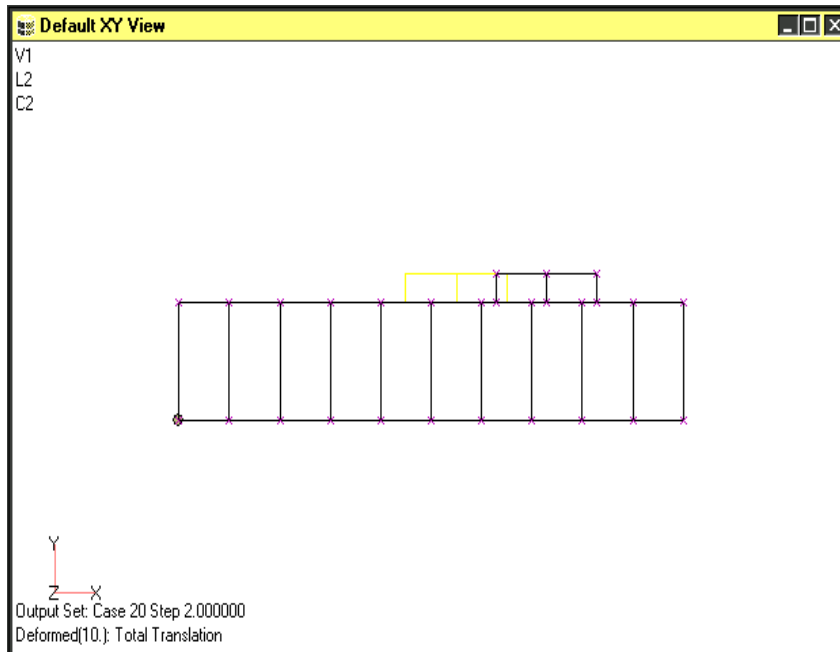 Default XY View
V1
L2
C2
Y
Z X
Output Set: Case 20 Step 2.000000
Deformed(10.): Total Translation